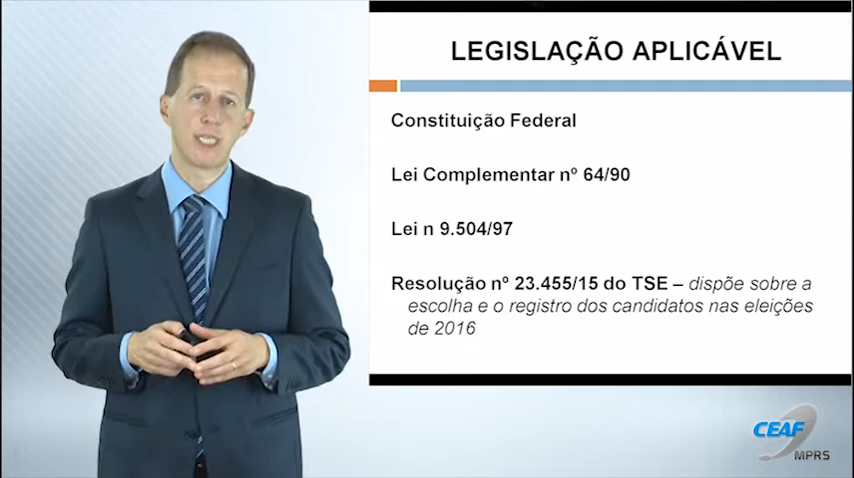 LEGISLAÇÃO APLICÁVEL
Constituição Federal
Lei Complementar nº 64/90
Lei n 9.504/97
Resolução nº 23.455/15 do TSE – dispõe sobre a
escolha e o registro dos candidatos nas eleições
de 2016
CEAF
MPRS